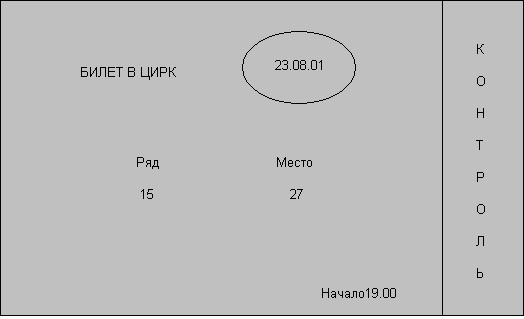 БИЛЕТ В ЦИРК
23.08.01
Ряд Место
15 27
Начало19.00
К
О
Н
Т
Р
О
Л
Ь